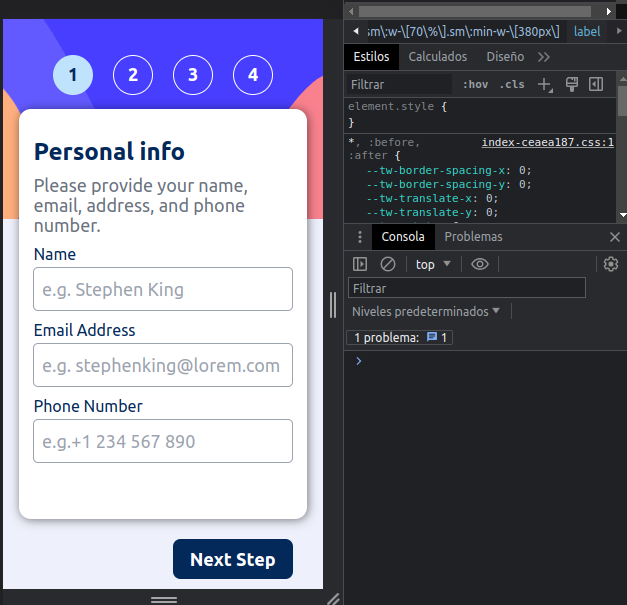 1 2 3 4
Personal info
Please provide your name,
email, address, and phone
number.
Name
e.g. Stephen King
Email Address
e.g. stephenking@lorem.com
Phone Number
e.g.+1 234 567 890
Next Step
sm\:w-\[70\%\].sm\:min-w-\[380px\] label
Estilos Calculados Diseño
Filtrar :hov .cls
element.style {
}
*, :before, index-ceaea187.css:1
:after {
--tw-border-spacing-x: 0;
--tw-border-spacing-y: 0;
--tw-translate-x: 0;
--tw-translate-y: 0;
Consola Problemas
top
Filtrar
Niveles predeterminados
1 problema: 1